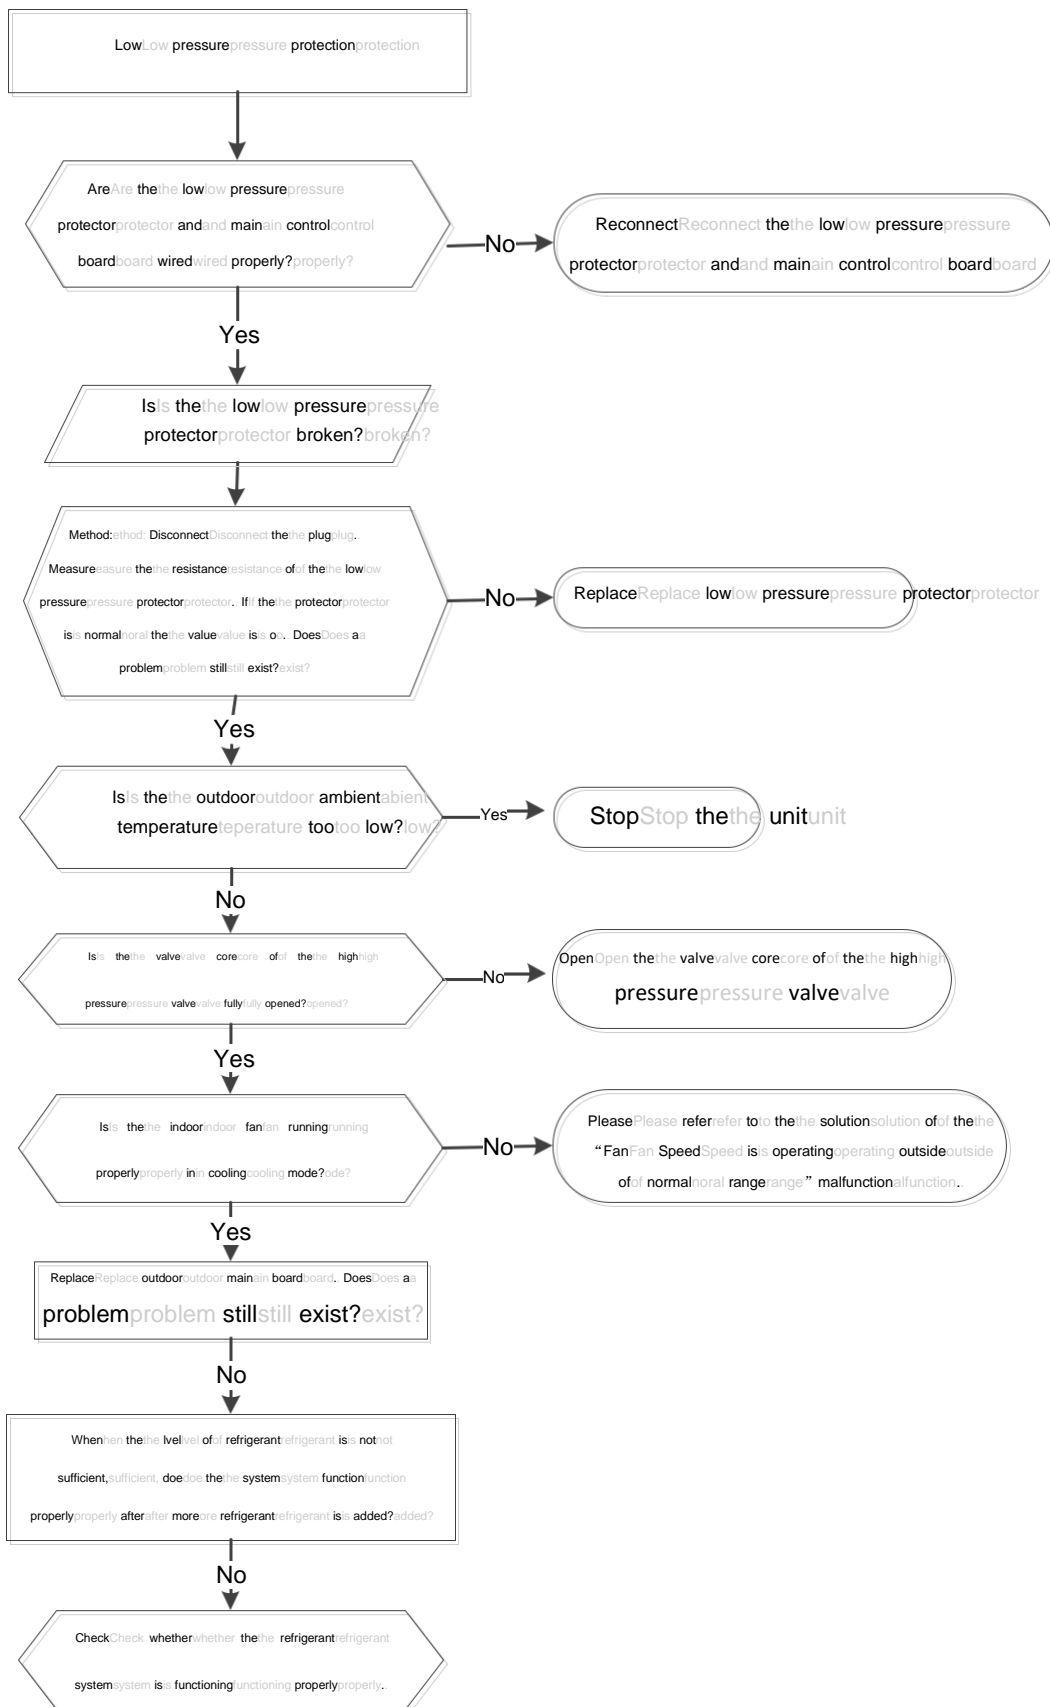 Low pressure protection
Are the low pressure
protector and main control
board wired properly?
No
Reconnect the low pressure
protector and main control board
Yes
Is the low pressure
protector broken?
Method: Disconnect the plug.
Measure the resistance of the low
pressure protector. If the protector
is normal the value is o. Does a
problem still exist?
No
Replace low pressure protector
Yes
Is the outdoor ambient
temperature too low?
Yes
Stop the unit
No
Is the valve core of the high
pressure valve fully opened?
No
Open the valve core of the high
pressure valve
Yes
Is the indoor fan running
properly in cooling mode?
No
Please refer to the solution of the
“Fan Speed is operating outside
of normal range” malfunction.
Yes
Replace outdoor main board. Does a
problem still exist?
No
When the lvel of refrigerant is not
sufficient, doe the system function
properly after more refrigerant is added?
No
Check whether the refrigerant
system is functioning properly.